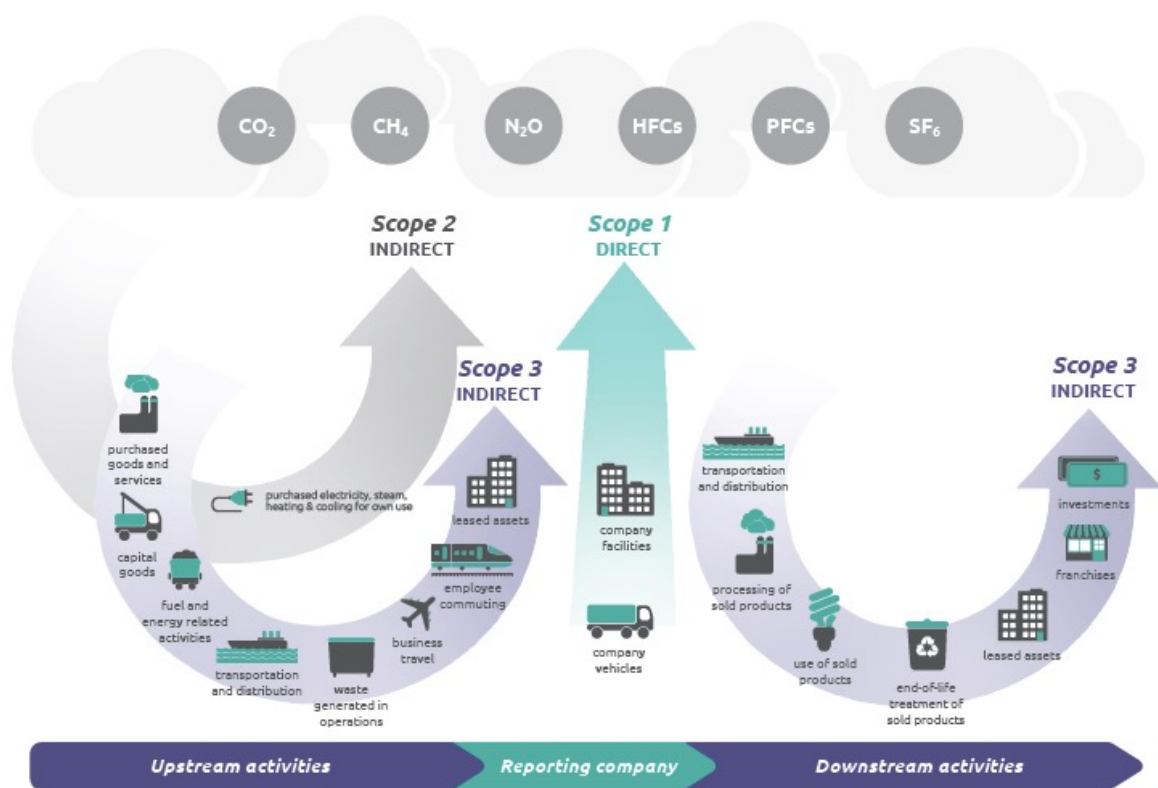 CO₂
CH₄
N₂O
HFCs
PFCs
SF₆
Scope 2
INDIRECT
Scope 1
DIRECT
Scope 3
INDIRECT
Scope 3
INDIRECT
purchased
goods and
services
capital
goods
fuel and
energy related
activities
transportation
and distribution
waste
generated in
operations
business
travel
employee
commuting
leased assets
purchased electricity, steam,
heating & cooling for own use
company
facilities
company
vehicles
transportation
and distribution
processing of
sold products
use of sold
products
end-of-life
treatment of
sold products
leased assets
franchises
investments
$
Upstream activities
Reporting company
Downstream activities